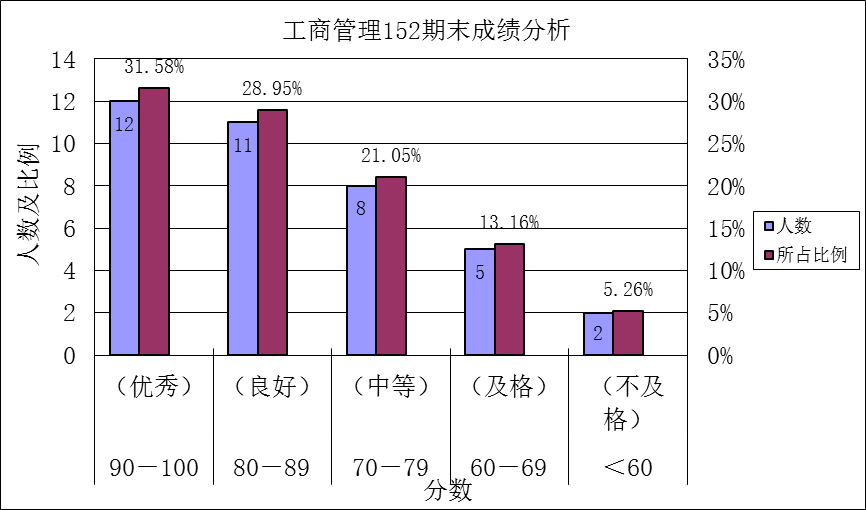 工商管理152期末成绩分析
14
12
10
8
6
4
2
0
人数及比例
35%
30%
25%
20%
15%
10%
5%
0%
31.58%
28.95%
21.05%
13.16%
5.26%
12
11
8
5
2
人数
所占比例
（优秀）
（良好）
（中等）
（及格）
（不及
格）
90－100
80－89
70－79
60－69
＜60
分数